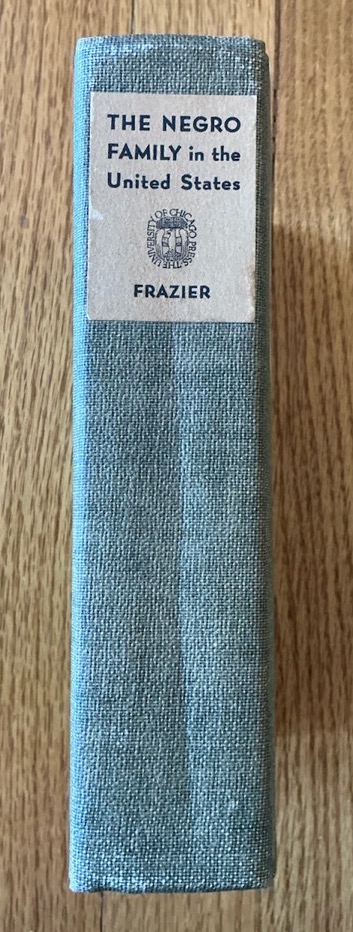 THE NEGRO
FAMILY in the
United States
THE UNIVERSITY OF CHICAGO PRESS
FRAZIER